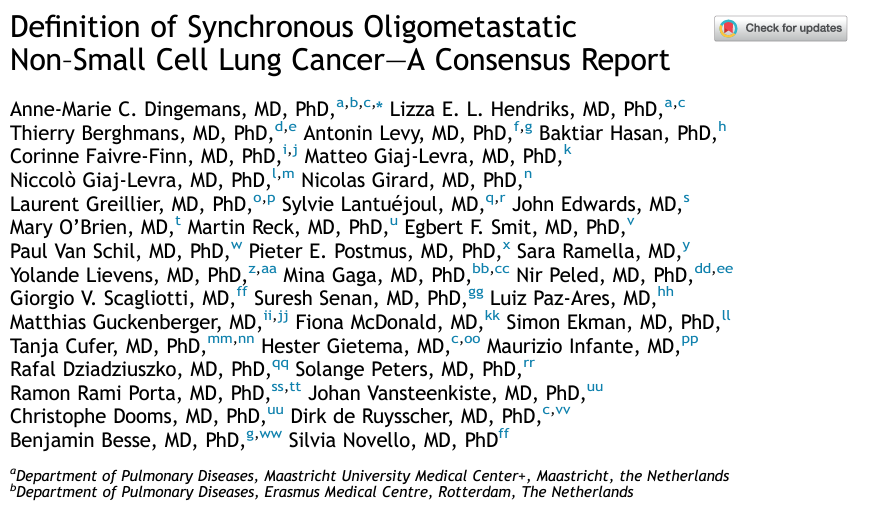 Definition of Synchronous Oligometastatic
Non–Small Cell Lung Cancer—A Consensus Report
Check for updates
Anne-Marie C. Dingemans, MD, PhD,a,b,c,* Lizza E. L. Hendriks, MD, PhD,a,c
Thierry Berghmans, MD, PhD,d,e Antonin Levy, MD, PhD,f,g Baktiar Hasan, PhD,h
Corinne Faivre-Finn, MD, PhD,i,j Matteo Giaj-Levra, MD, PhD,k
Niccolò Giaj-Levra, MD, PhD,l,m Nicolas Girard, MD, PhD,n
Laurent Greillier, MD, PhD,o,p Sylvie Lantuéjoul, MD, PhD,q,r John Edwards, MD,s
Mary O’Brien, MD,t Martin Reck, MD, PhD,u Egbert F. Smit, MD, PhD,v
Paul Van Schil, MD, PhD,w Pieter E. Postmus, MD, PhD,x Sara Ramella, MD,y
Yolande Lievens, MD, PhD,z,aa Mina Gaga, MD, PhD,bb,cc Nir Peled, MD, PhD,dd,ee
Giorgio V. Scagliotti, MD,ff Suresh Senan, MD, PhD,gg Luiz Paz-Ares, MD,hh
Matthias Guckenberger, MD,ii,jj Fiona McDonald, MD,kk Simon Ekman, MD, PhD,ll
Tanja Cufer, MD, PhD,mm,nn Hester Gietema, MD,c,oo Maurizio Infante, MD,pp
Rafal Dziadziuszko, MD, PhD,qq Solange Peters, MD, PhD,rr
Ramon Rami Porta, MD, PhD,ss,tt Johan Vansteenkiste, MD, PhD,uu
Christophe Dooms, MD, PhD,uu Dirk de Ruysscher, MD, PhD,c,vv
Benjamin Besse, MD, PhD,g,ww Silvia Novello, MD, PhDff
aDepartment of Pulmonary Diseases, Maastricht University Medical Center+, Maastricht, the Netherlands
bDepartment of Pulmonary Diseases, Erasmus Medical Centre, Rotterdam, The Netherlands